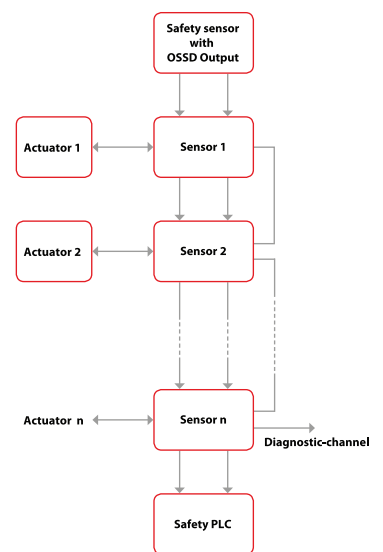 Safety sensor
with
OSSD Output
Actuator 1
Sensor 1
Actuator 2
Sensor 2
Actuator n
Sensor n
Diagnostic-channel
Safety PLC